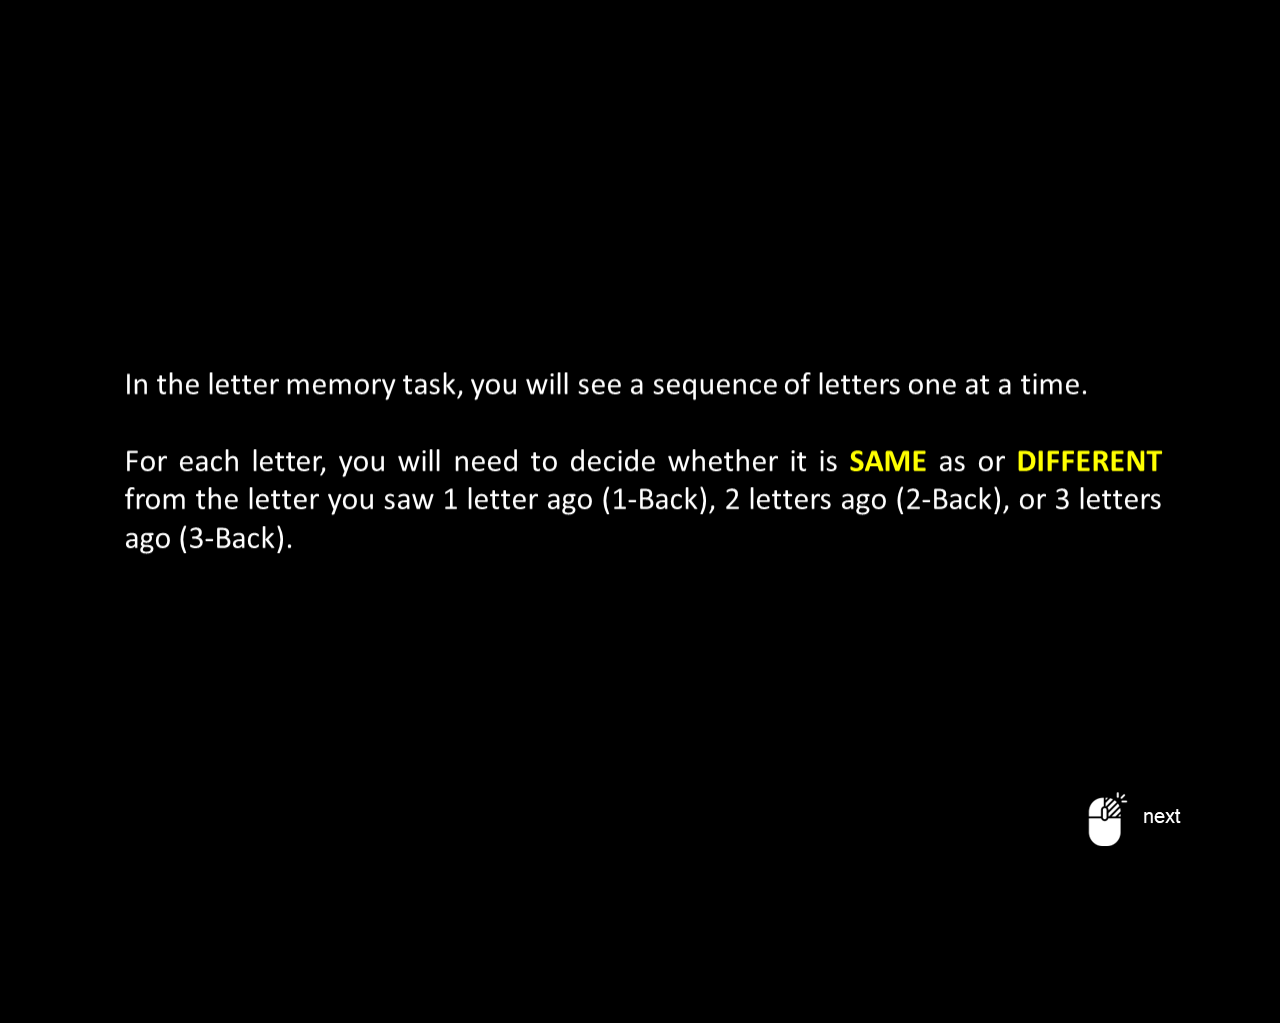 In the letter memory task, you will see a sequence of letters one at a time.
For each letter, you will need to decide whether it is SAME as or DIFFERENT
from the letter you saw 1 letter ago (1-Back), 2 letters ago (2-Back), or 3 letters
ago (3-Back).
next